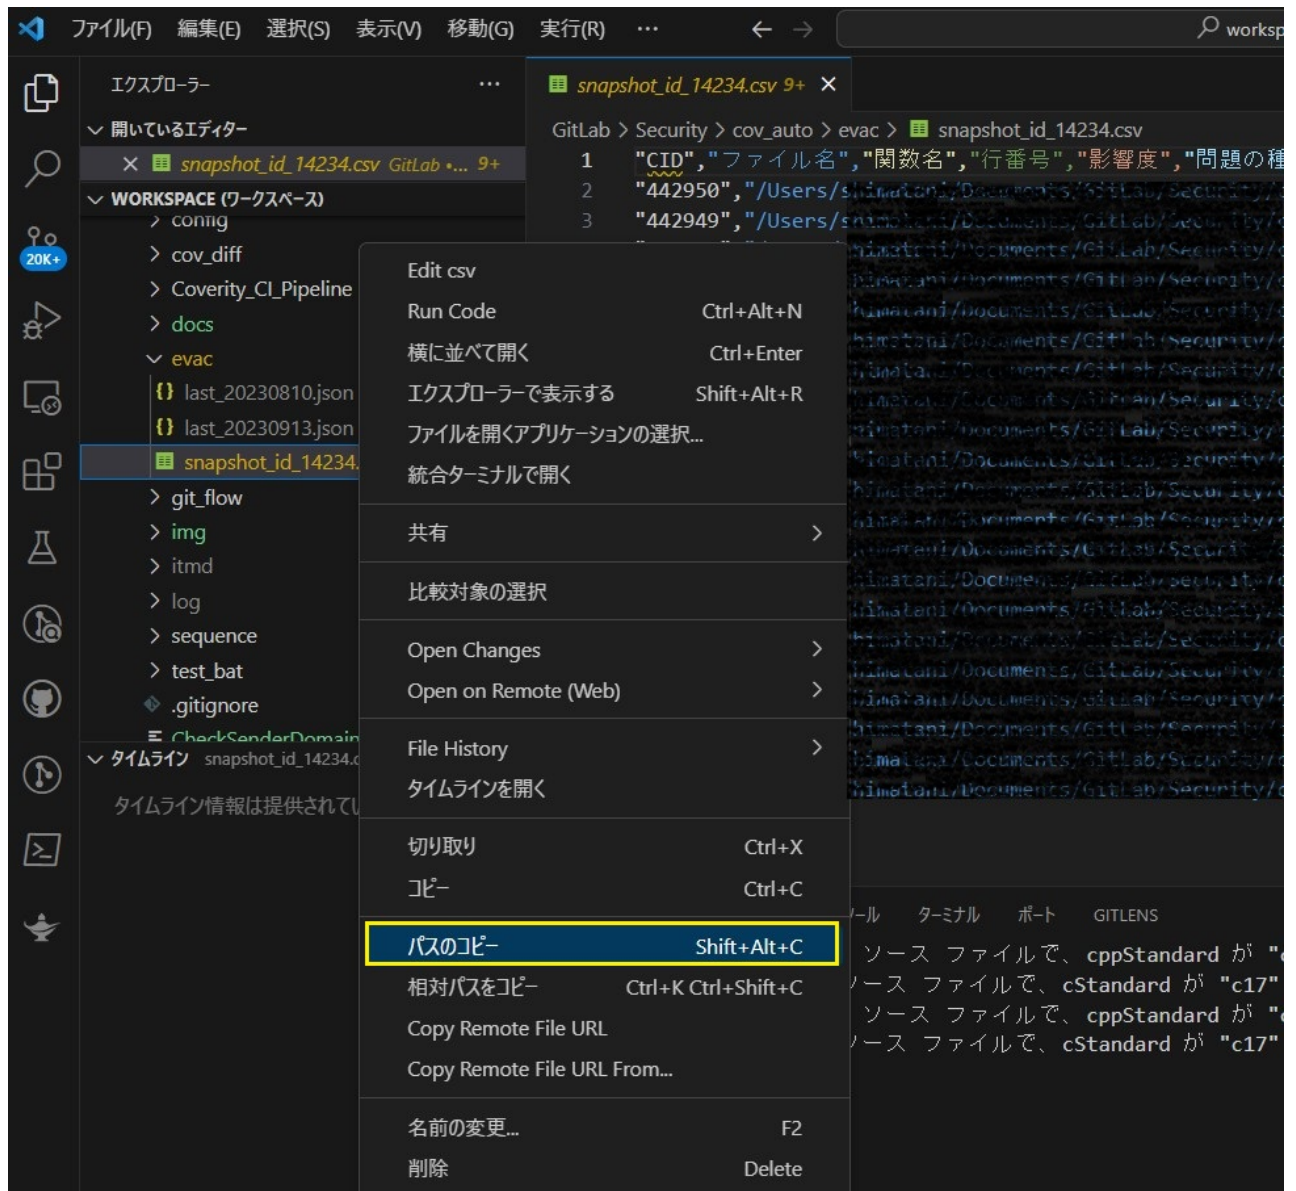 ファイル(F) 編集(E) 選択(S) 表示(V) 移動(G) 実行(R) … ← → worksp
エクスプローラー …
開いているエディター
snapshot_id_14234.csv GitLab •... 9+
WORKSPACE (ワークスペース)
config
cov_diff
Coverity_CI_Pipeline
docs
evac
{} last_20230810.json
{} last_20230913.json
snapshot_id_14234.
git_flow
img
itmd
log
sequence
test_bat
.gitignore
CheckSenderDomain
タイムライン snapshot_id_14234.c
タイムライン情報は提供されてい
20K+
snapshot_id_14234.csv 9+
GitLab > Security > cov_auto > evac > snapshot_id_14234.csv
1 "CID","ファイル名","関数名","行番号","影響度","問題の種
2 "442950","/Users/shimatani/Documents/GitLab/Security/
3 "442949","/Users/shimatani/Documents/GitLab/Security/
Edit csv
Run Code Ctrl+Alt+N
横に並べて開く Ctrl+Enter
エクスプローラーで表示する Shift+Alt+R
ファイルを開くアプリケーションの選択...
統合ターミナルで開く
共有
比較対象の選択
Open Changes
Open on Remote (Web)
File History
タイムラインを開く
切り取り Ctrl+X
コピー Ctrl+C
パスのコピー Shift+Alt+C
相対パスをコピー Ctrl+K Ctrl+Shift+C
Copy Remote File URL
Copy Remote File URL From...
名前の変更... F2
削除 Delete
ール ターミナル ポート GITLENS
ソース ファイルで、cppStandard が "c
ース ファイルで、cStandard が "c17"
ソース ファイルで、cppStandard が "c
ース ファイルで、cStandard が "c17"